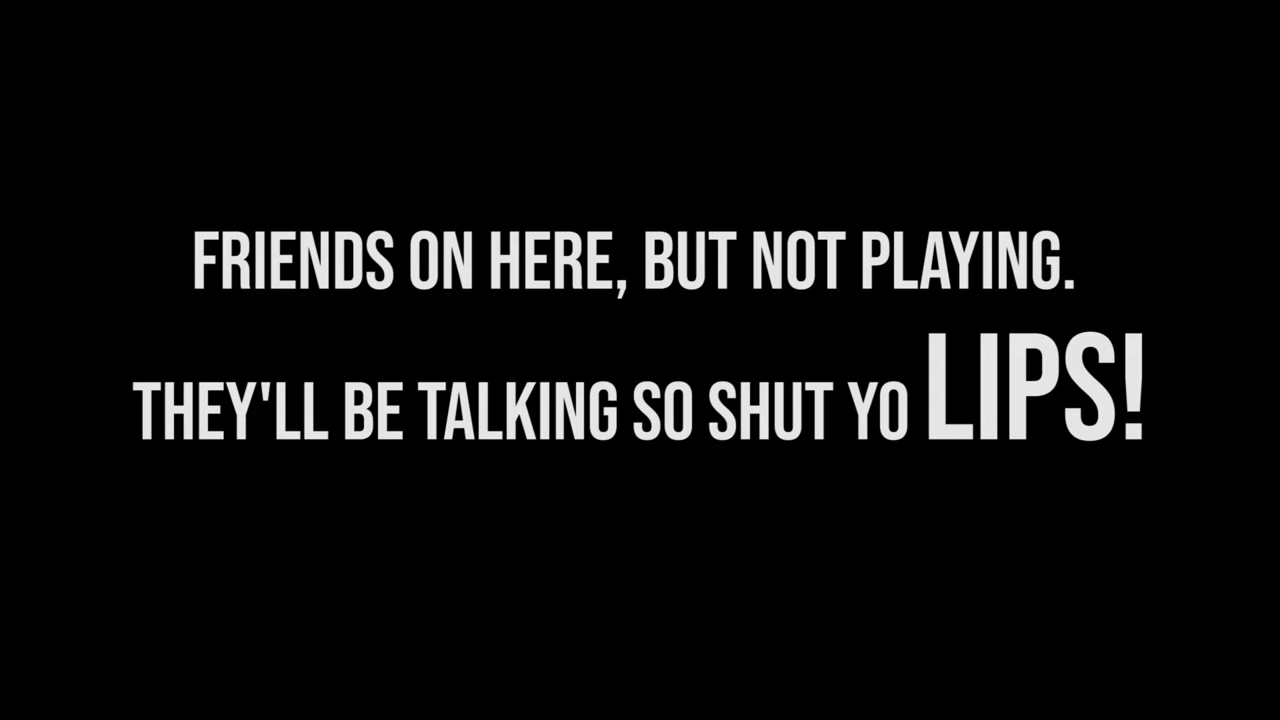 FRIENDS ON HERE, BUT NOT PLAYING.
THEY'LL BE TALKING SO SHUT YO LIPS!